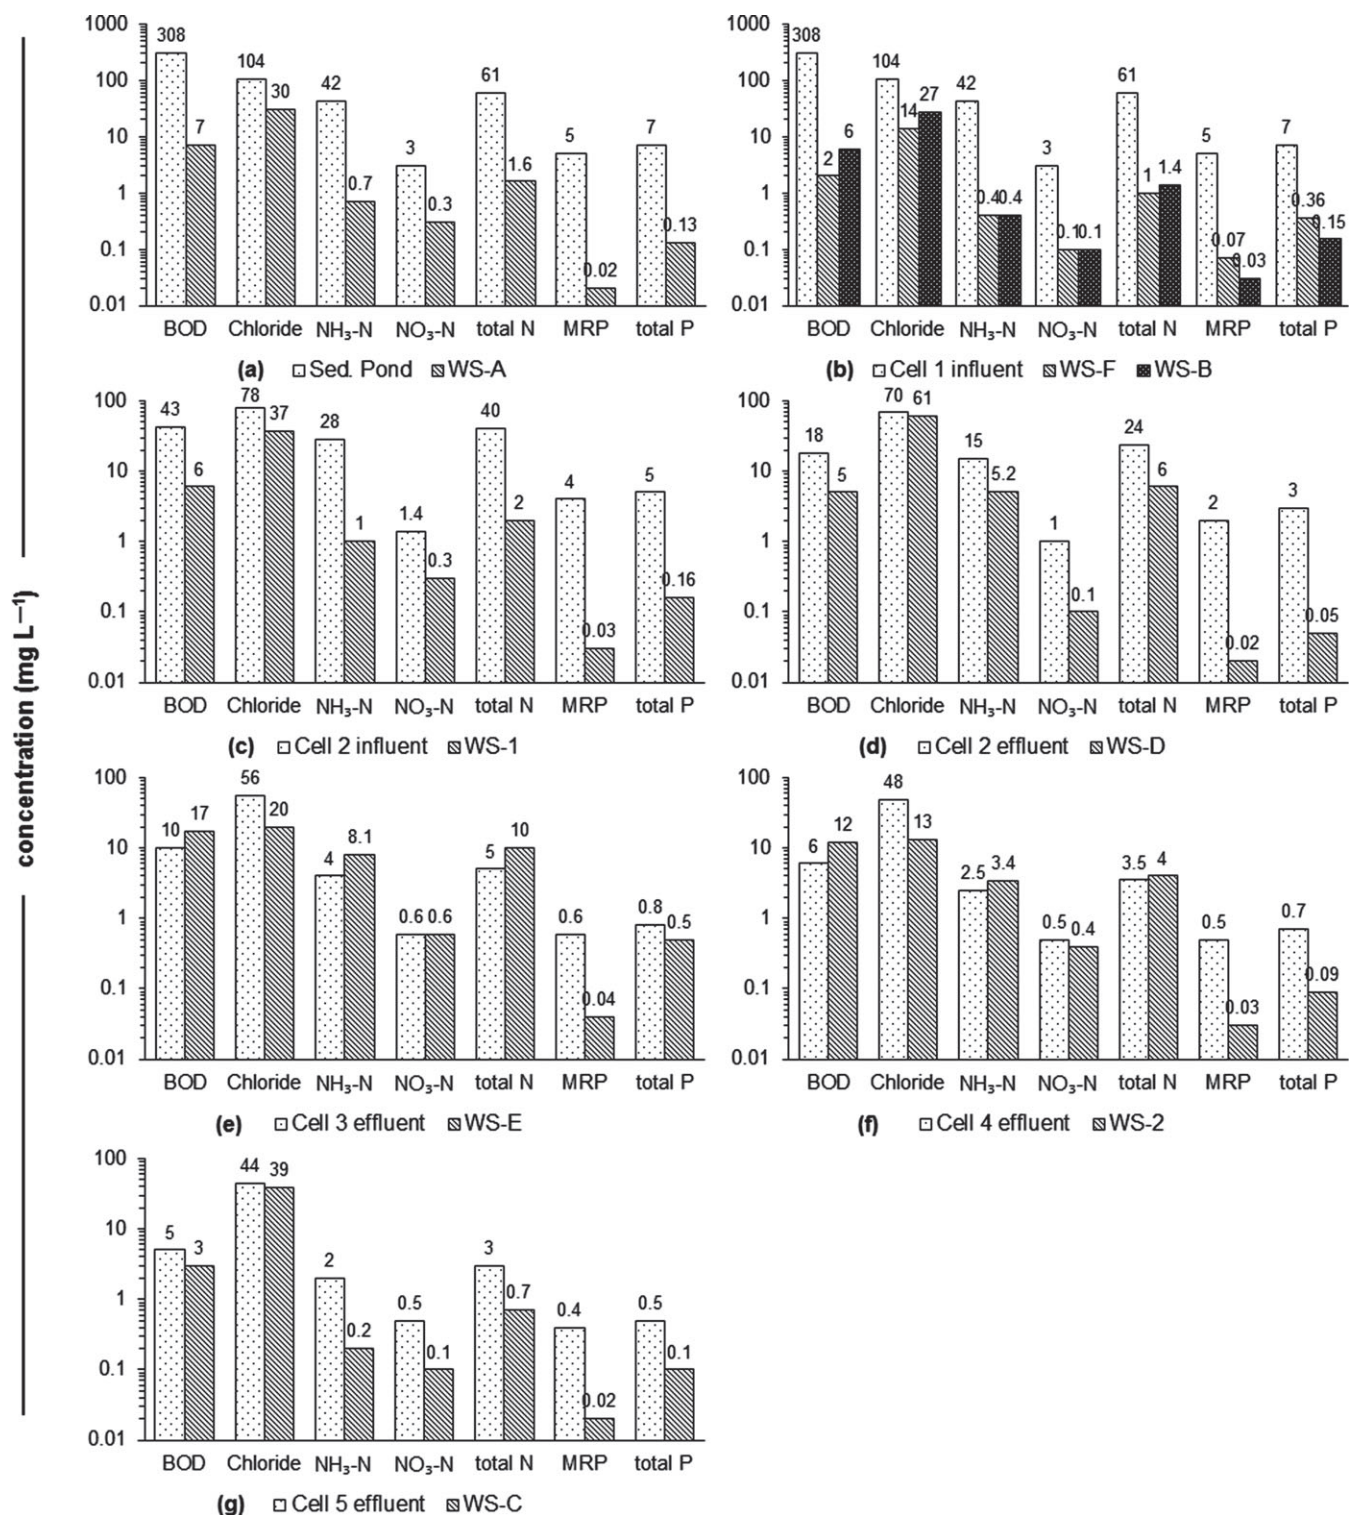 concentration (mg L⁻¹)
1000
100
10
1
0.1
0.01
308 7 104 30 42 0.7 3 0.3 61 1.6 5 0.02 7 0.13
BOD Chloride NH₃-N NO₃-N total N MRP total P
(a) Sed. Pond WS-A
1000
100
10
1
0.1
0.01
308 2 6 104 14 27 42 0.4 0.4 3 0.1 0.1 61 1 1.4 5 0.07 0.03 7 0.36 0.15
BOD Chloride NH₃-N NO₃-N total N MRP total P
(b) Cell 1 influent WS-F WS-B
100
10
1
0.1
0.01
43 6 78 37 28 1 1.4 0.3 40 2 4 0.03 5 0.16
BOD Chloride NH₃-N NO₃-N total N MRP total P
(c) Cell 2 influent WS-1
100
10
1
0.1
0.01
18 5 70 61 15 5.2 1 0.1 24 6 2 0.02 3 0.05
BOD Chloride NH₃-N NO₃-N total N MRP total P
(d) Cell 2 effluent WS-D
100
10
1
0.1
0.01
10 17 56 20 4 8.1 0.6 0.6 5 10 0.6 0.04 0.8 0.5
BOD Chloride NH₃-N NO₃-N total N MRP total P
(e) Cell 3 effluent WS-E
100
10
1
0.1
0.01
6 12 48 13 2.5 3.4 0.5 0.4 3.5 4 0.5 0.03 0.7 0.09
BOD Chloride NH₃-N NO₃-N total N MRP total P
(f) Cell 4 effluent WS-2
100
10
1
0.1
0.01
5 3 44 39 2 0.2 0.5 0.1 3 0.7 0.4 0.02 0.5 0.1
BOD Chloride NH₃-N NO₃-N total N MRP total P
(g) Cell 5 effluent WS-C